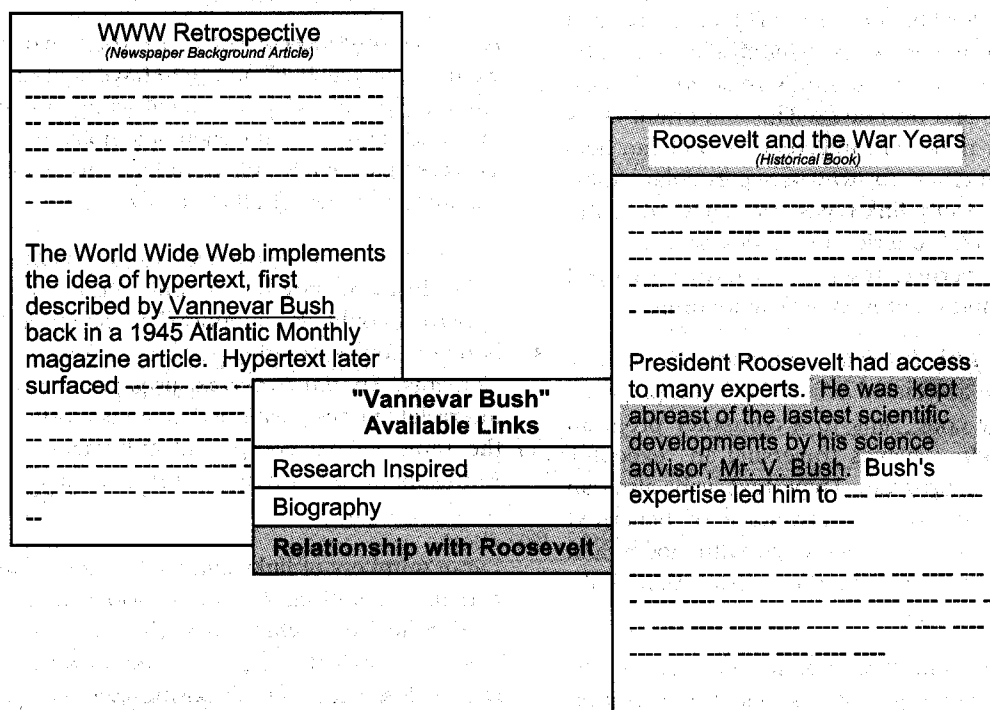 WWW Retrospective
(Newspaper Background Article)
The World Wide Web implements
the idea of hypertext, first
described by Vannevar Bush
back in a 1945 Atlantic Monthly
magazine article. Hypertext later
surfaced
"Vannevar Bush"
Available Links
Research Inspired
Biography
Relationship with Roosevelt
Roosevelt and the War Years
(Historical Book)
President Roosevelt had access
to many experts. He was kept
abreast of the lastest scientific
developments by his science
advisor, Mr. V. Bush. Bush's
expertise led him to